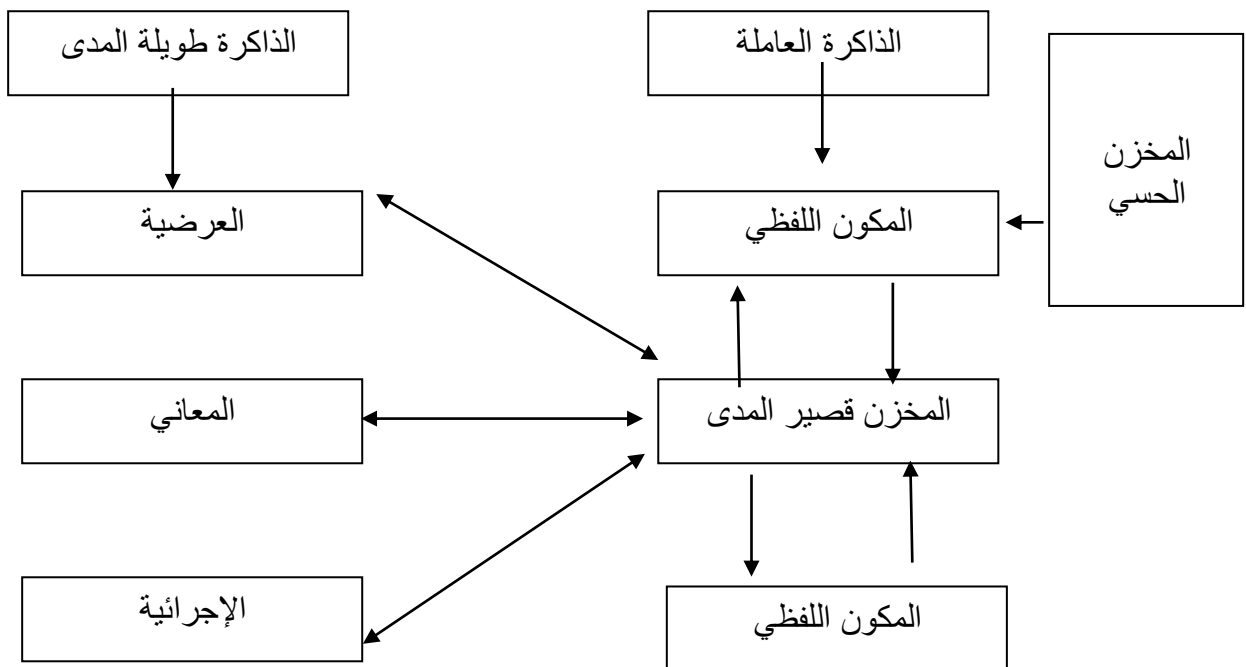 الذاكرة العاملة
الذاكرة طويلة المدى
المخزن
الحسي
المكون اللفظي
العرضية
المخزن قصير المدى
المعاني
المكون اللفظي
الإجرائية